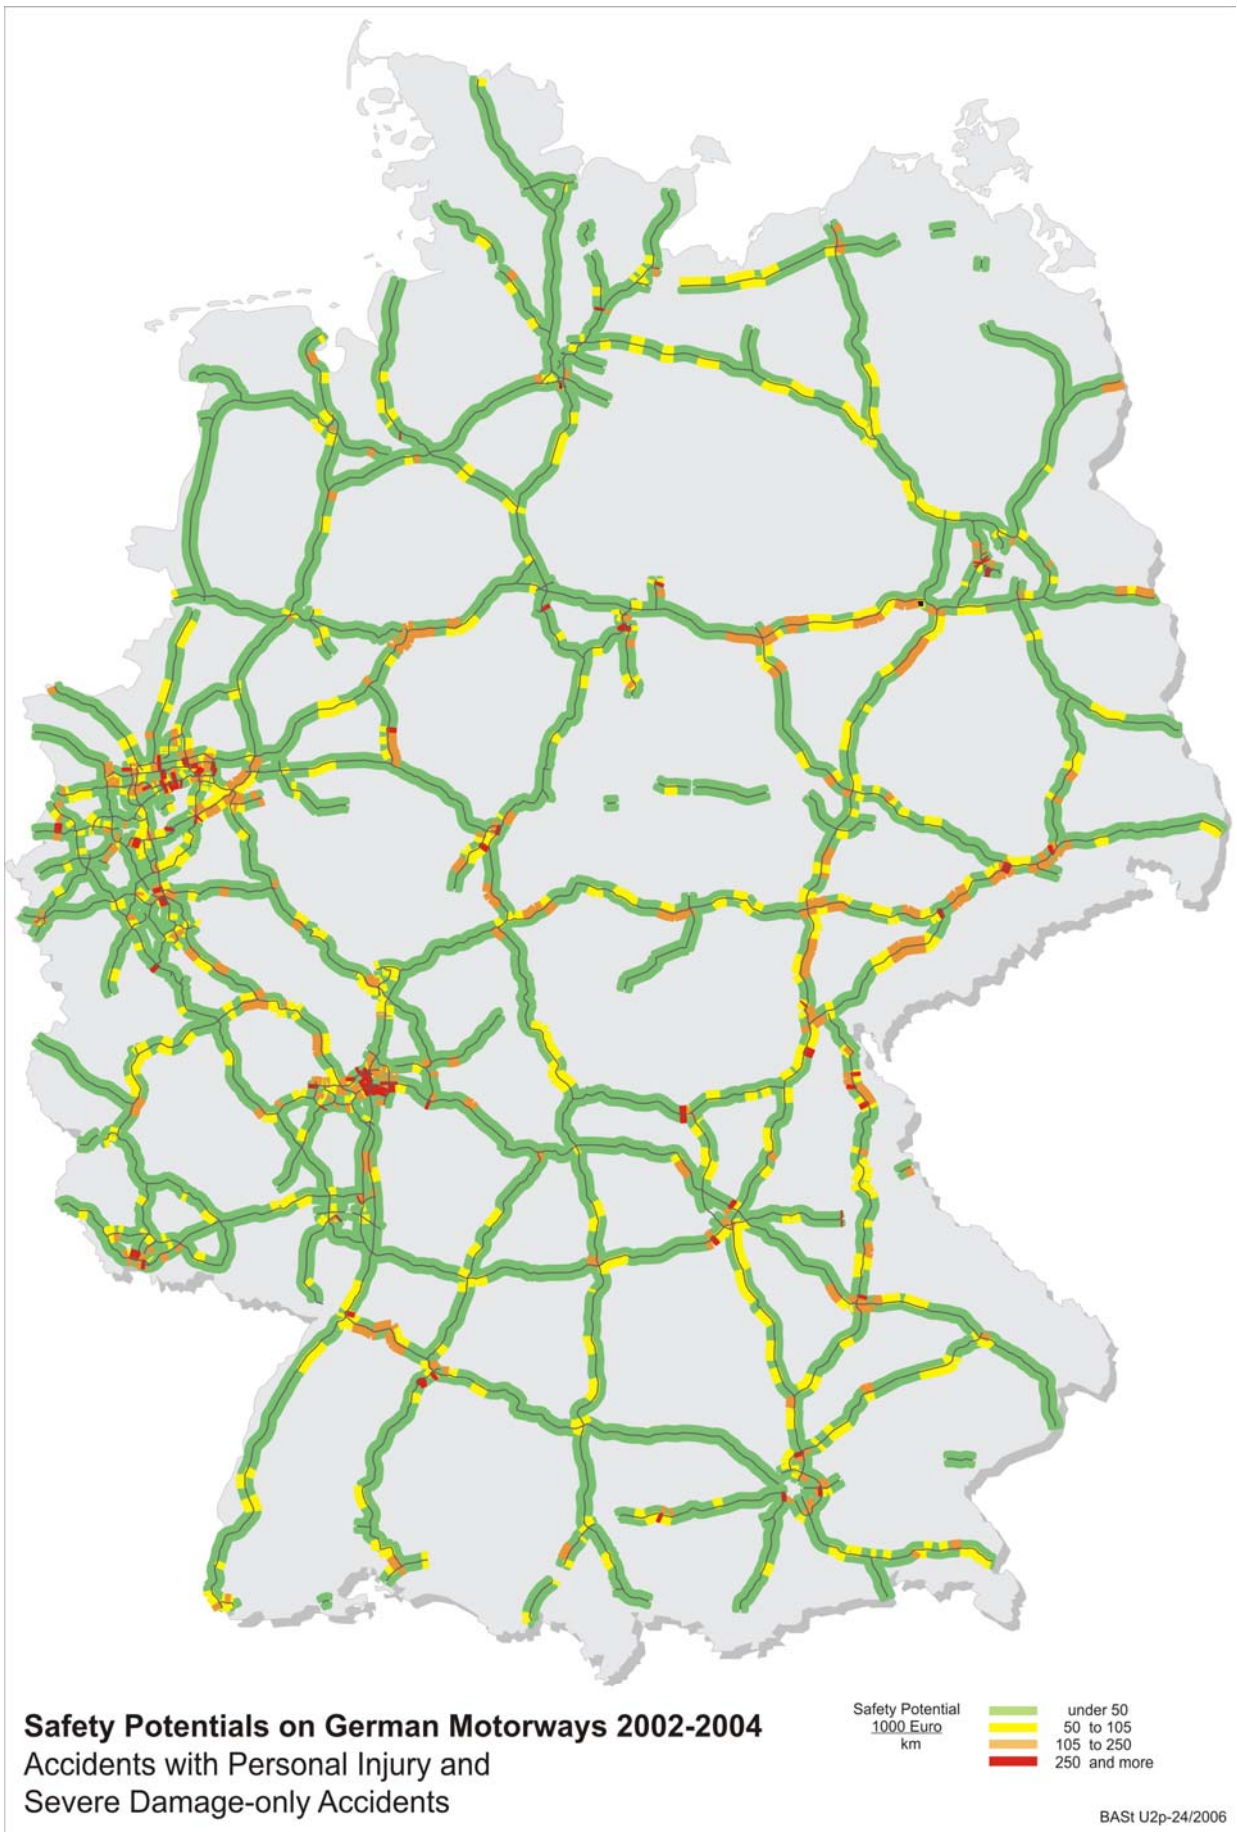 Safety Potentials on German Motorways 2002-2004
Accidents with Personal Injury and
Severe Damage-only Accidents
Safety Potential
1000 Euro
km
under 50
50 to 105
105 to 250
250 and more
BASt U2p-24/2006